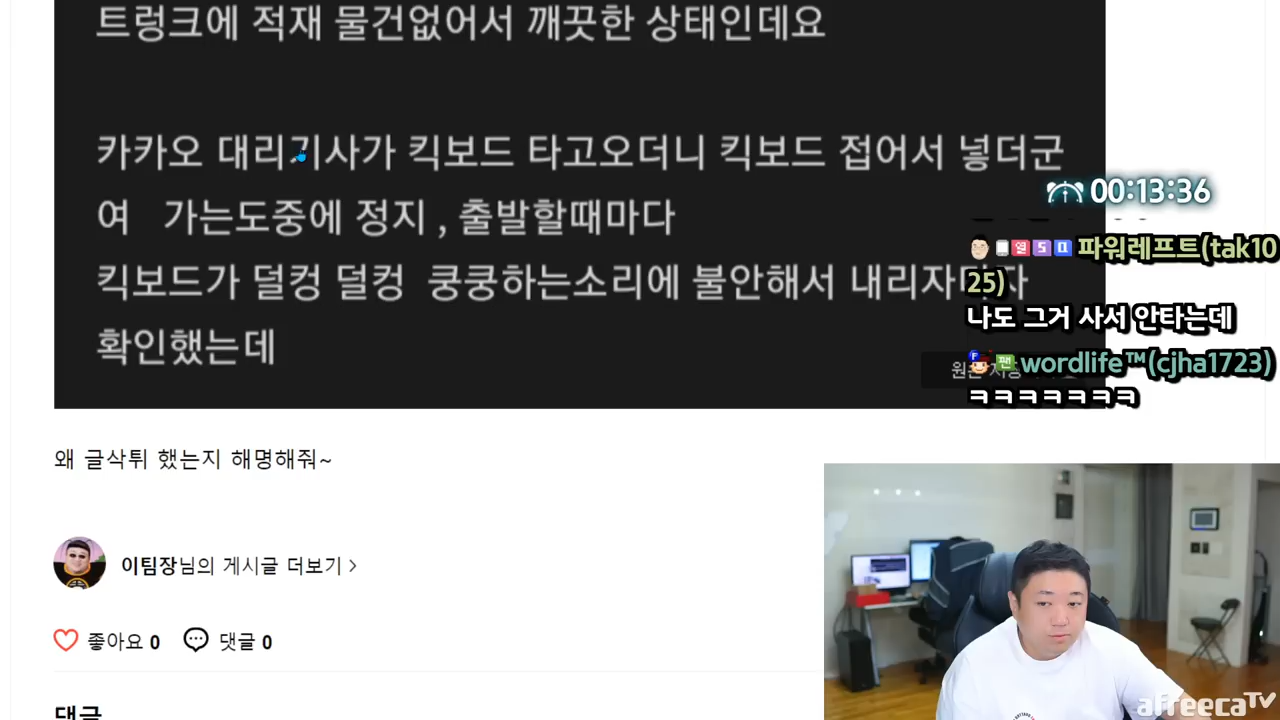 트렁크에 적재 물건없어서 깨끗한 상태인데요
카카오 대리기사가 킥보드 타고오더니 킥보드 접어서 넣더군
여 가는도중에 정지 , 출발할때마다
킥보드가 덜컹 덜컹 쿵쿵하는소리에 불안해서 내리자마자
확인했는데
00:13:36
열 파워레프트(tak10
25)
나도 그거 사서 안타는데
F 팬 wordlife™(cjha1723)
ㅋㅋㅋㅋㅋㅋㅋ
왜 글삭튀 했는지 해명해줘~
이팀장님의 게시글 더보기 >
좋아요 0 댓글 0
댓글
afreecaTV